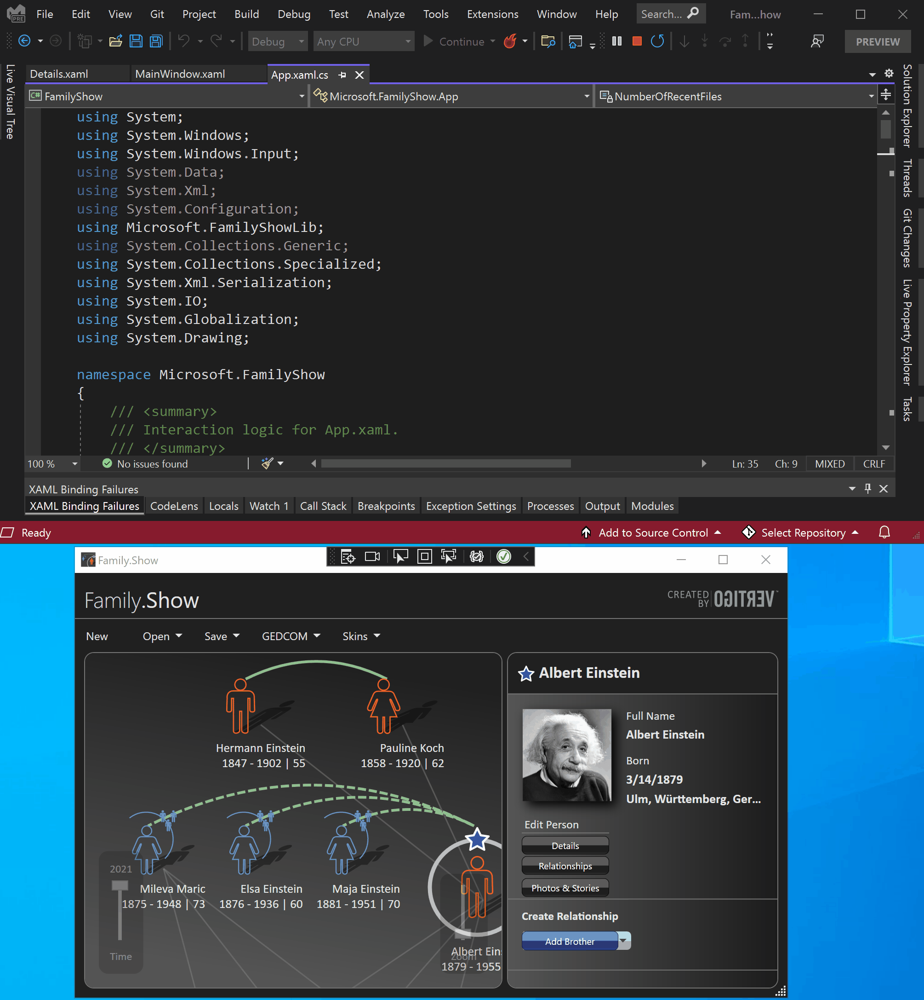 PRE
File Edit View Git Project Build Debug Test Analyze Tools Extensions Window Help Search... Fam...how
Debug Any CPU Continue PREVIEW
Live Visual Tree
Details.xaml MainWindow.xaml App.xaml.cs
C# FamilyShow Microsoft.FamilyShow.App NumberOfRecentFiles
using System;
using System.Windows;
using System.Windows.Input;
using System.Data;
using System.Xml;
using System.Configuration;
using Microsoft.FamilyShowLib;
using System.Collections.Generic;
using System.Collections.Specialized;
using System.Xml.Serialization;
using System.IO;
using System.Globalization;
using System.Drawing;
namespace Microsoft.FamilyShow
{
/// <summary>
/// Interaction logic for App.xaml.
/// </summary>
Solution Explorer
Threads
Git Changes
Live Property Explorer
Tasks
100 % No issues found Ln: 35 Ch: 9 MIXED CRLF
XAML Binding Failures
XAML Binding Failures CodeLens Locals Watch 1 Call Stack Breakpoints Exception Settings Processes Output Modules
Ready Add to Source Control Select Repository
Family.Show
Family.Show
CREATED BY VERTIGO™
New Open Save GEDCOM Skins
Hermann Einstein
1847 - 1902 | 55
Pauline Koch
1858 - 1920 | 62
Mileva Maric
1875 - 1948 | 73
Elsa Einstein
1876 - 1936 | 60
Maja Einstein
1881 - 1951 | 70
Albert Eins
1879 - 1955
2021
Time
Zoom
Albert Einstein
Full Name
Albert Einstein
Born
3/14/1879
Ulm, Württemberg, Ger...
Edit Person
Details
Relationships
Photos & Stories
Create Relationship
Add Brother